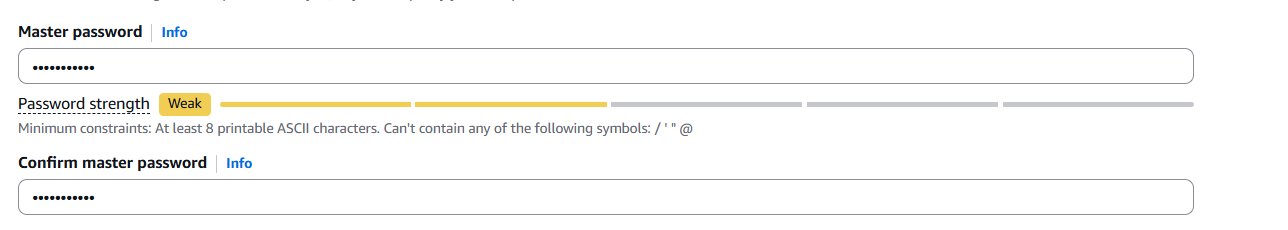 Master password Info
•••••••••••
Password strength Weak
Minimum constraints: At least 8 printable ASCII characters. Can't contain any of the following symbols: / ' " @
Confirm master password Info
•••••••••••